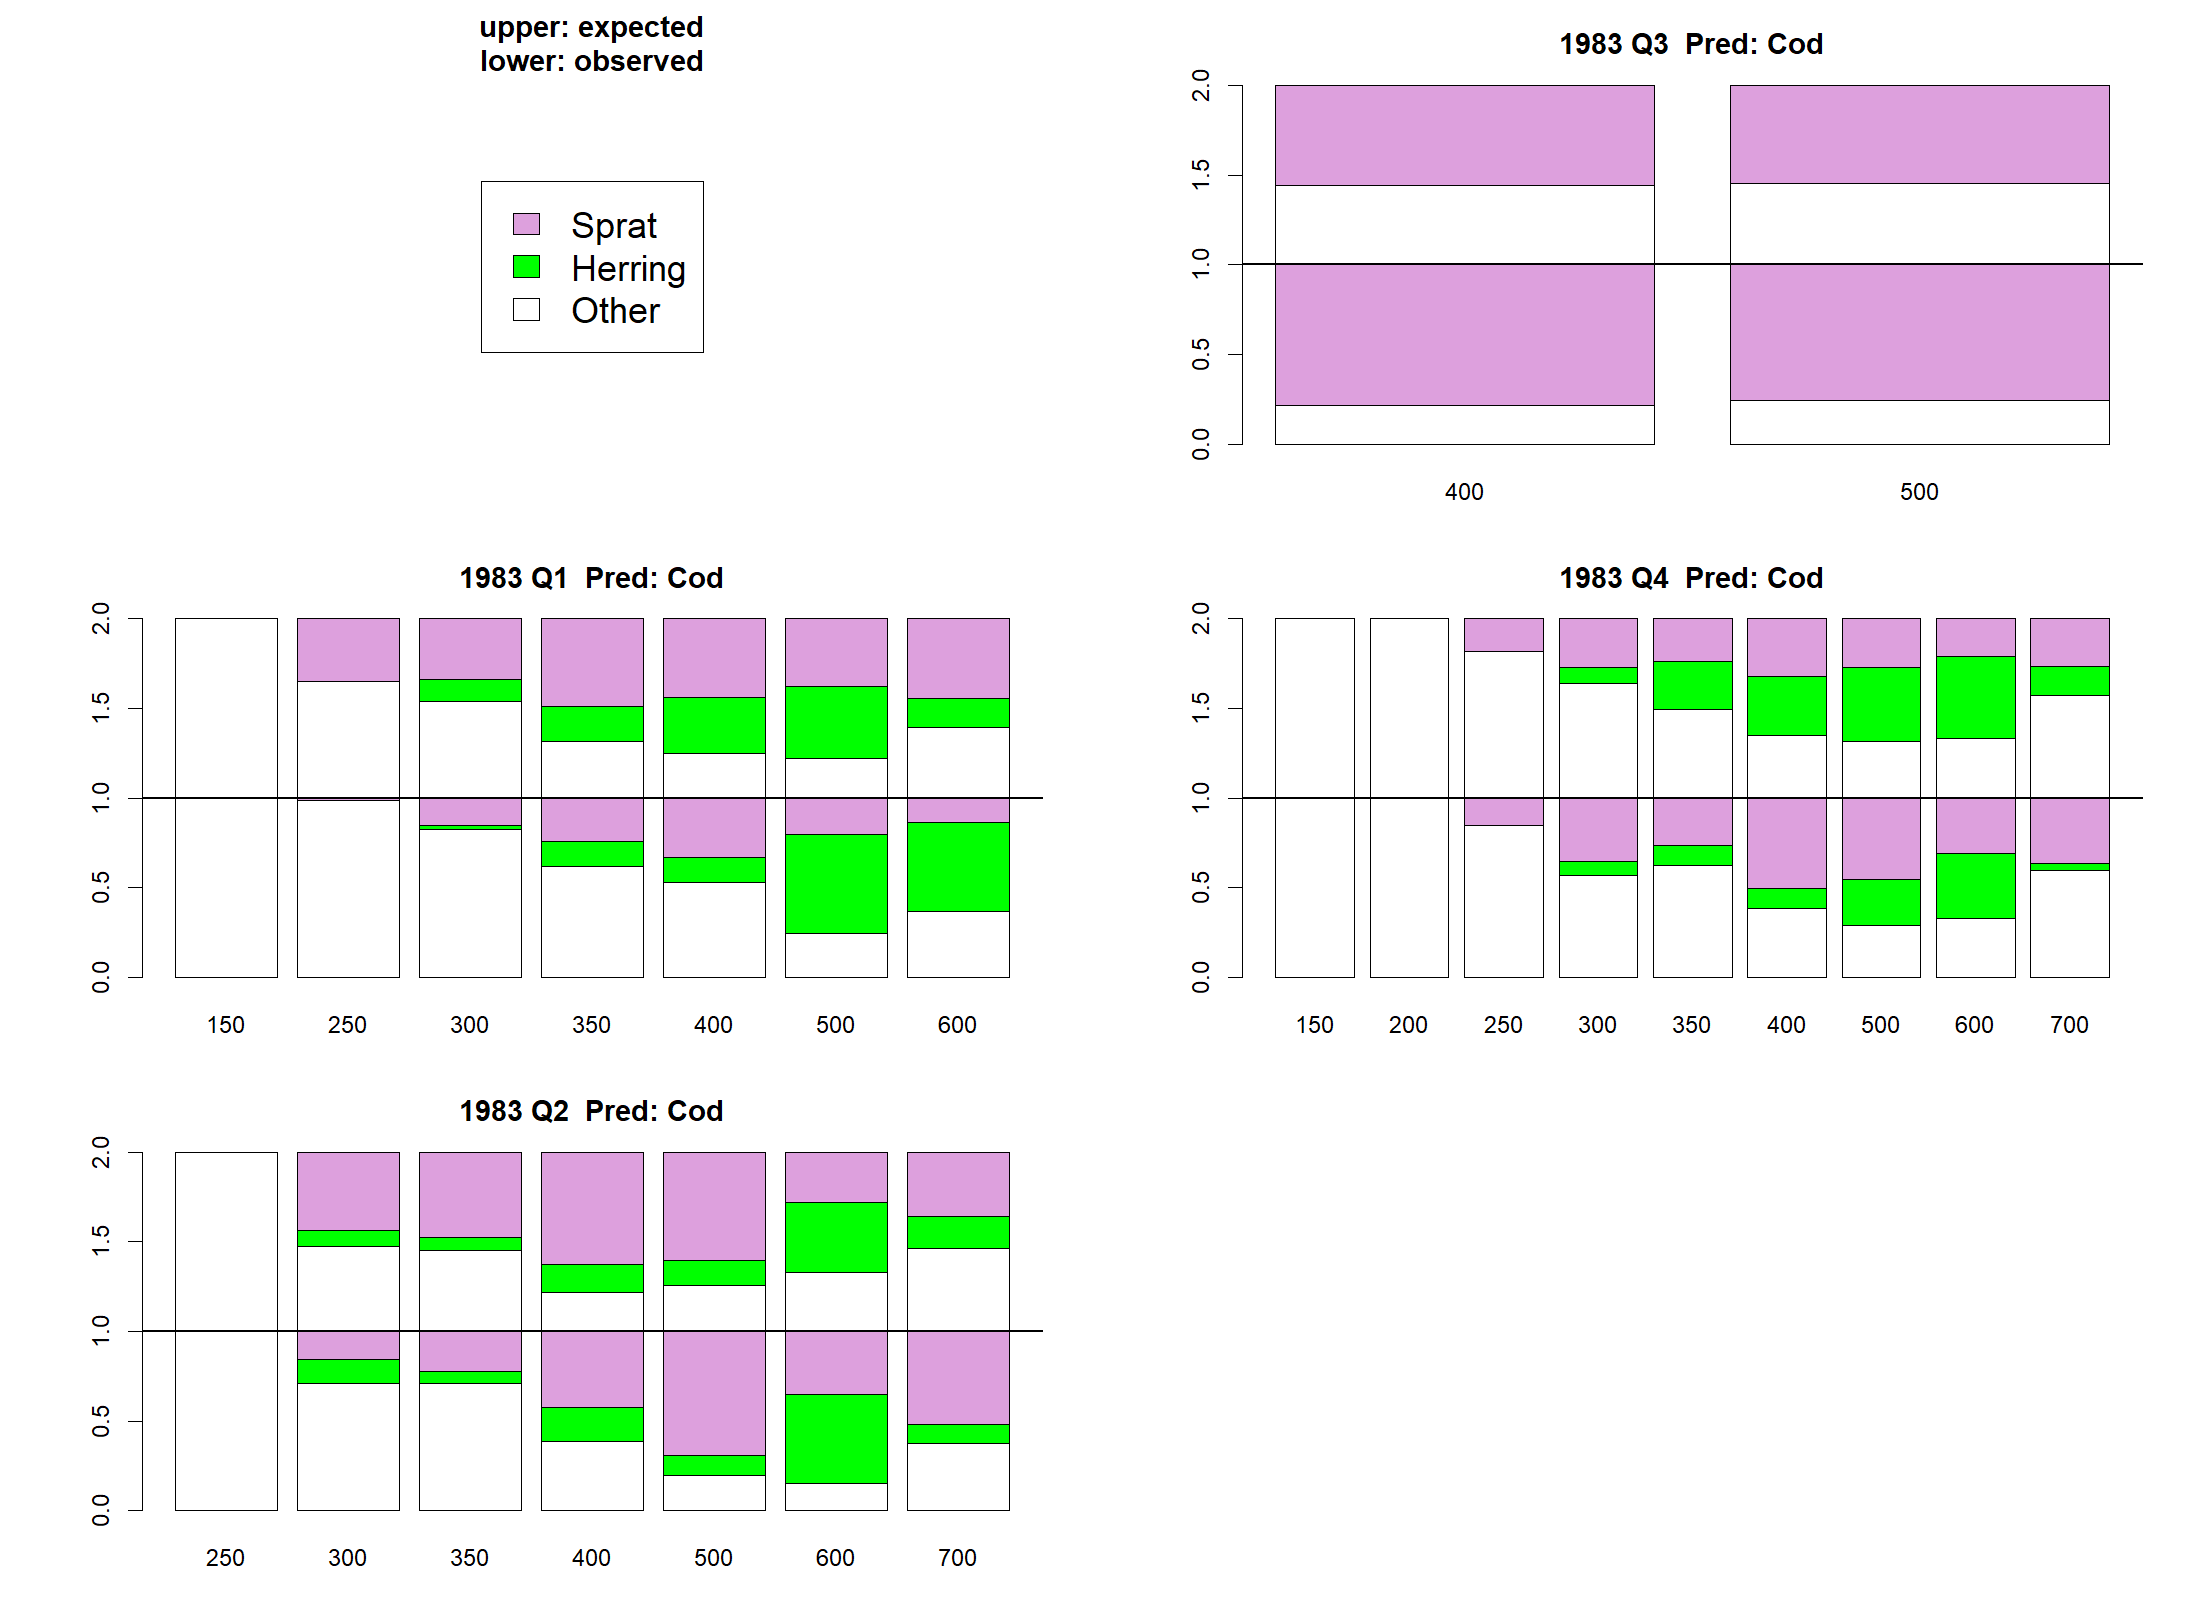 upper: expected
lower: observed
Sprat
Herring
Other
1983 Q3  Pred: Cod
2.0
1.5
1.0
0.5
0.0
400 500
1983 Q1  Pred: Cod
2.0
1.5
1.0
0.5
0.0
150 250 300 350 400 500 600
1983 Q4  Pred: Cod
2.0
1.5
1.0
0.5
0.0
150 200 250 300 350 400 500 600 700
1983 Q2  Pred: Cod
2.0
1.5
1.0
0.5
0.0
250 300 350 400 500 600 700